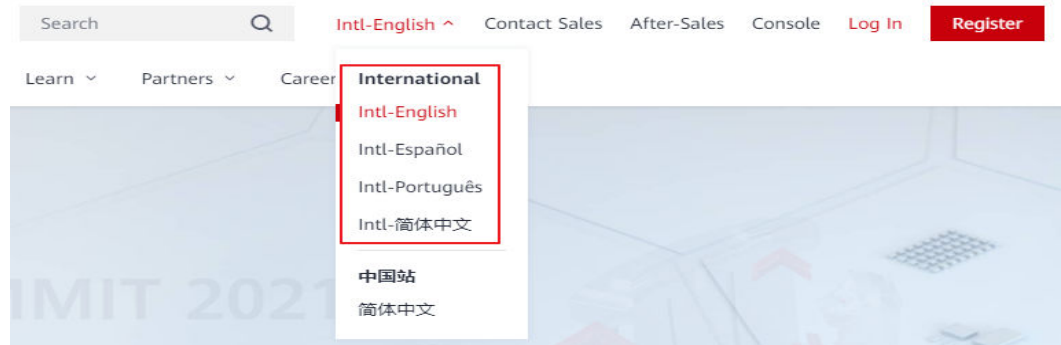 Search Intl-English Contact Sales After-Sales Console Log In Register
Learn Partners Career
International
Intl-English
Intl-Español
Intl-Português
Intl-简体中文
中国站
简体中文
MIT 2021